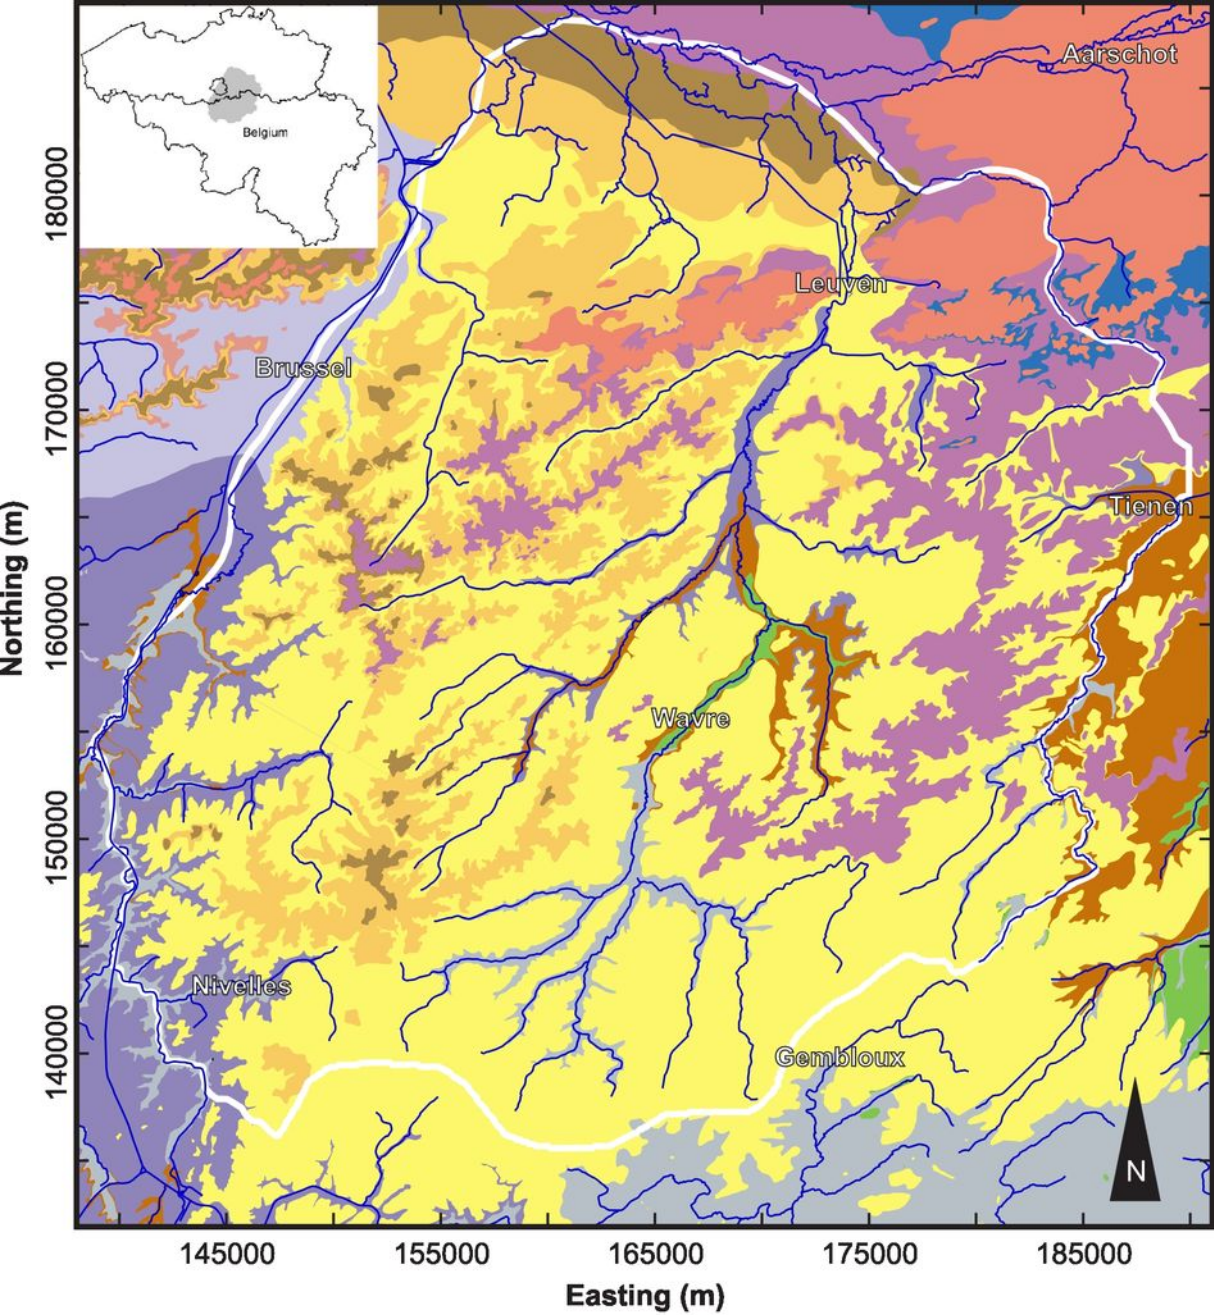 Belgium
Aarschot
Leuven
Brussel
Tienen
Wavre
Nivelles
Gembloux
N
180000
170000
160000
150000
140000
Northing (m)
145000
155000
165000
175000
185000
Easting (m)